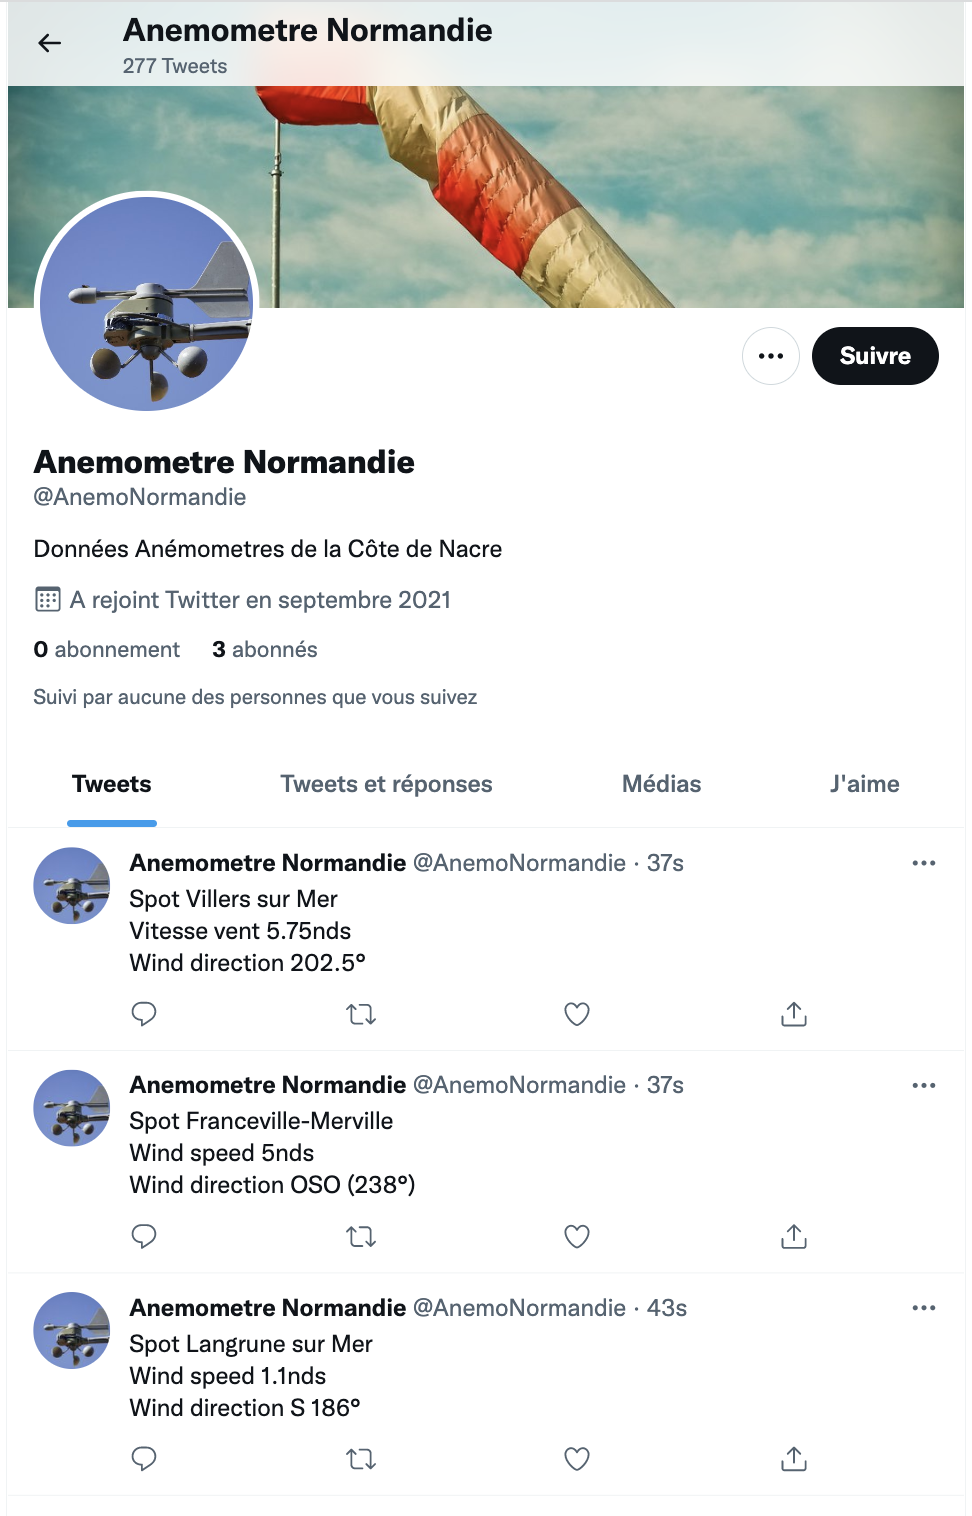 Anemometre Normandie
277 Tweets
Suivre
Anemometre Normandie
@AnemoNormandie
Données Anémometres de la Côte de Nacre
A rejoint Twitter en septembre 2021
0 abonnement 3 abonnés
Suivi par aucune des personnes que vous suivez
Tweets Tweets et réponses Médias J'aime
Anemometre Normandie @AnemoNormandie · 37s
Spot Villers sur Mer
Vitesse vent 5.75nds
Wind direction 202.5°
Anemometre Normandie @AnemoNormandie · 37s
Spot Franceville-Merville
Wind speed 5nds
Wind direction OSO (238°)
Anemometre Normandie @AnemoNormandie · 43s
Spot Langrune sur Mer
Wind speed 1.1nds
Wind direction S 186°